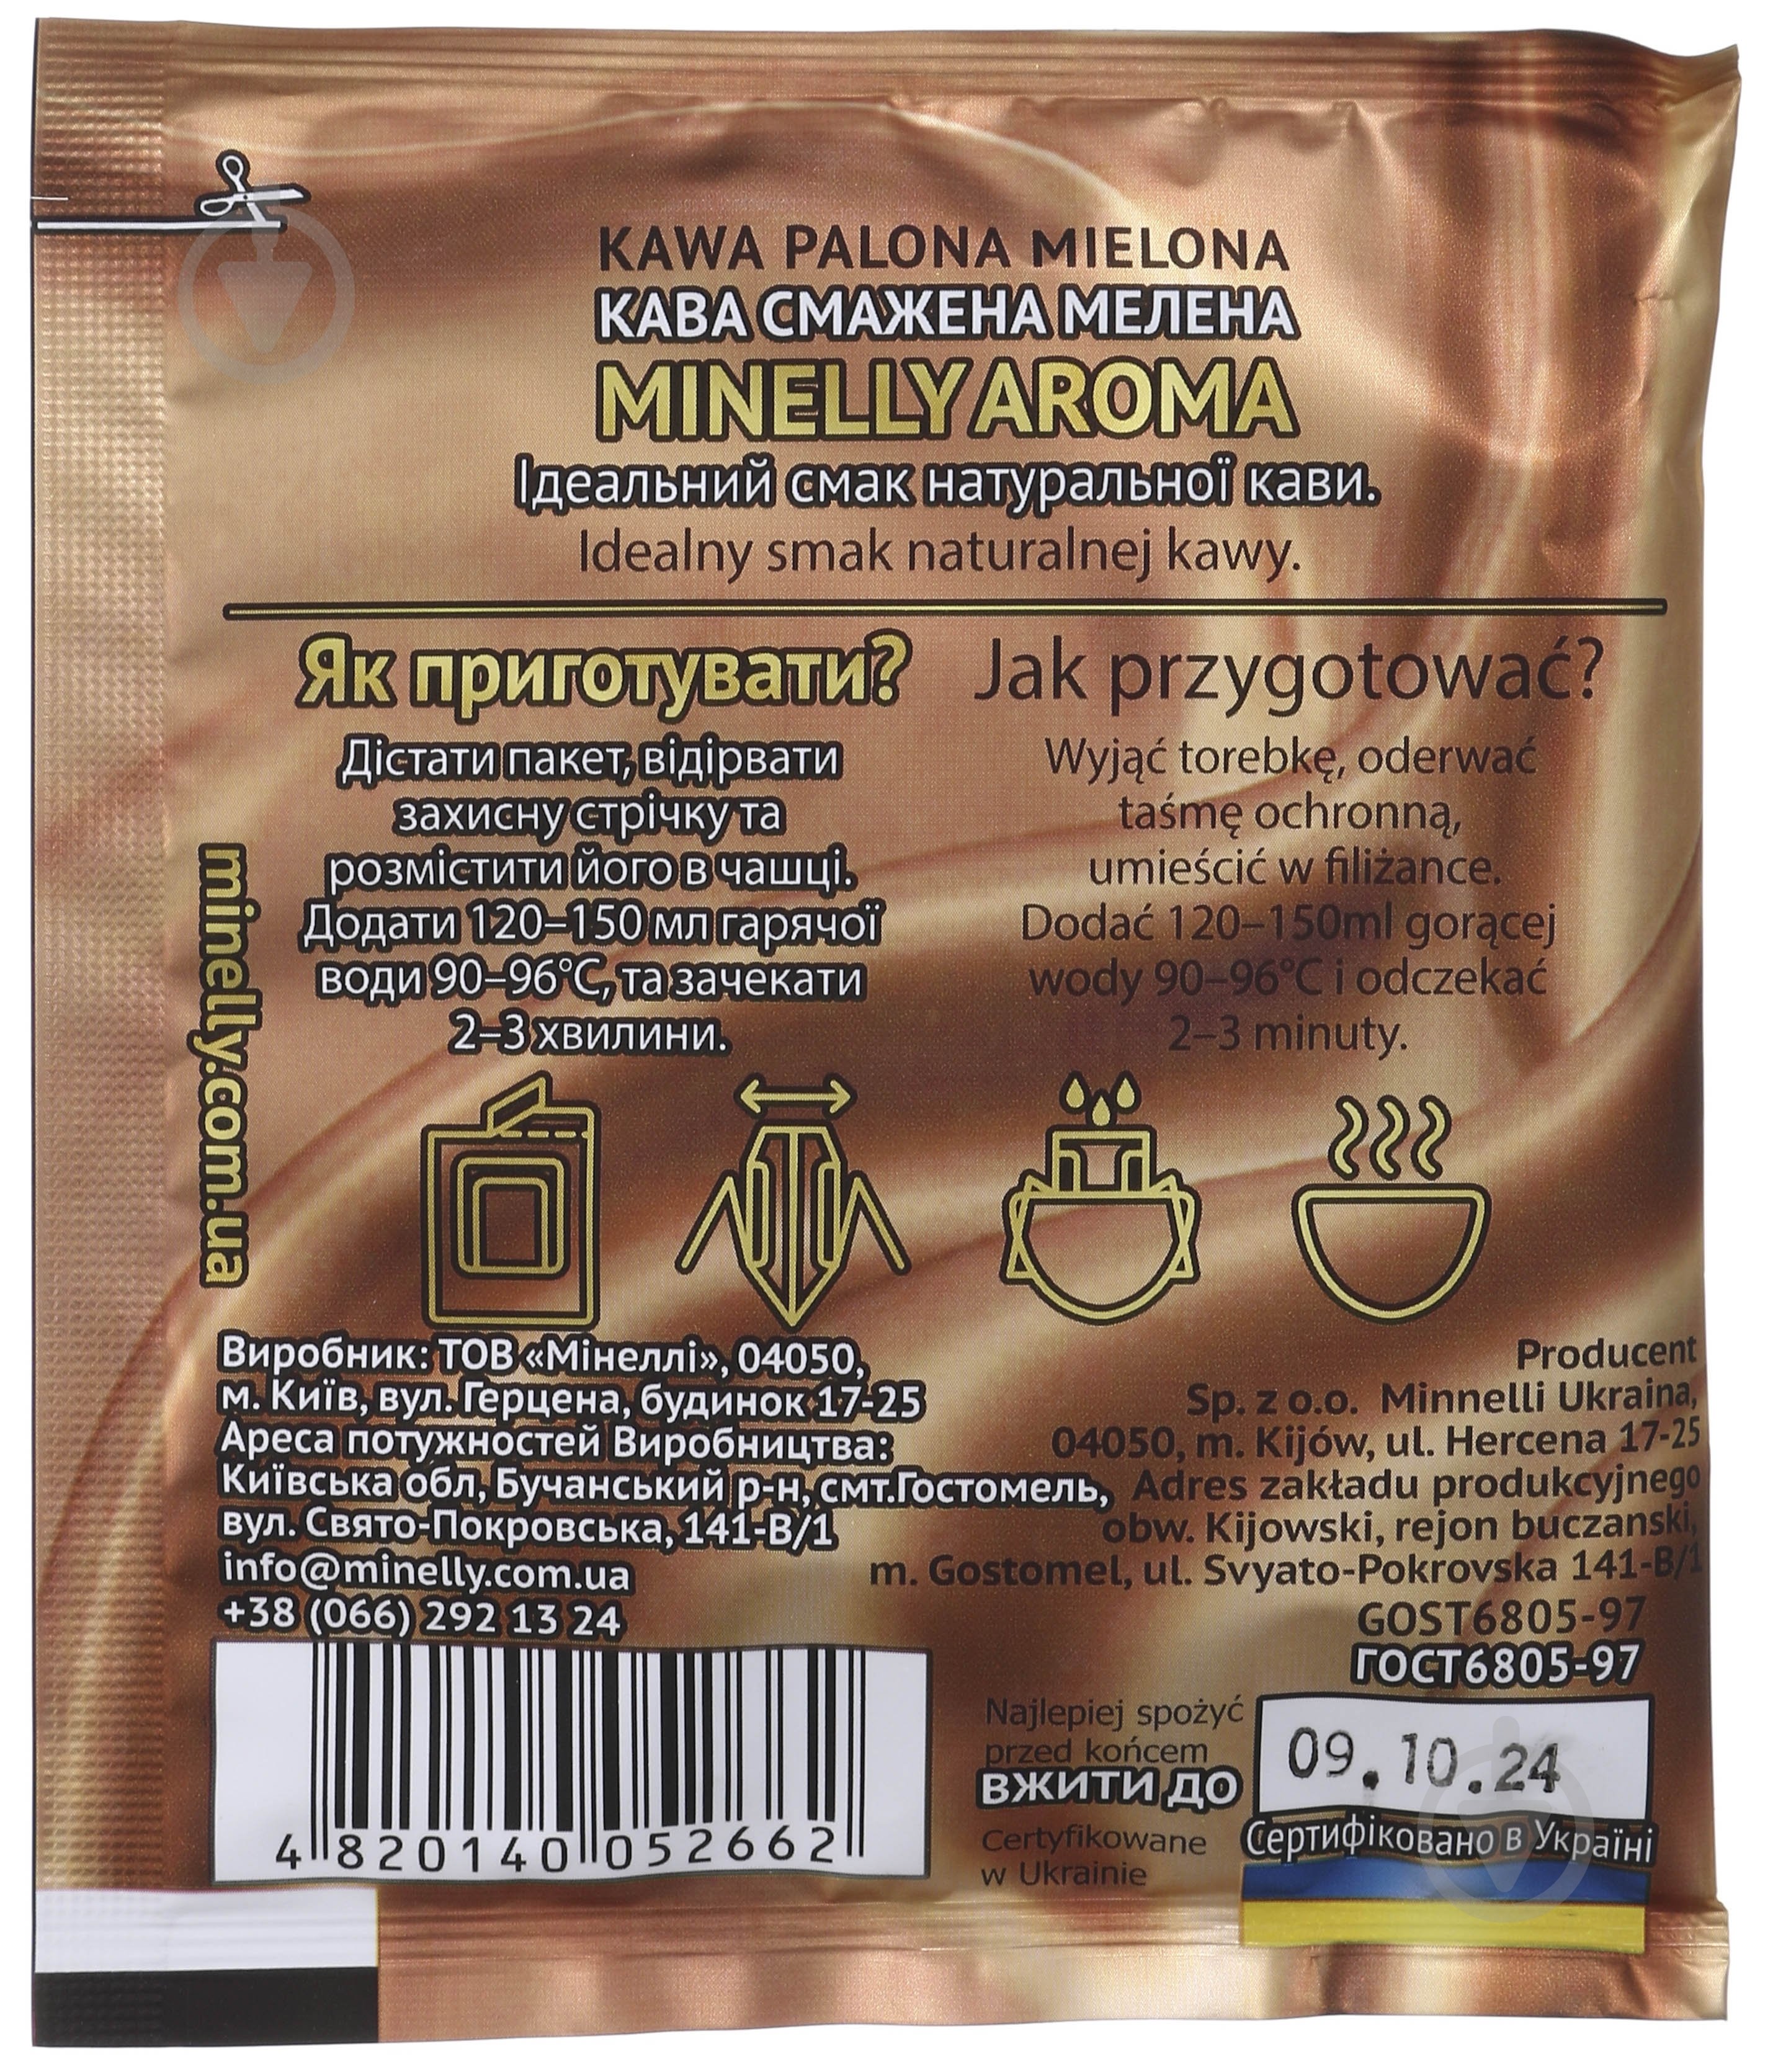 KAWA PALONA MIELONA
КАВА СМАЖЕНА МЕЛЕНА
MINELLY AROMA
Ідеальний смак натуральної кави.
Idealny smak naturalnej kawy.
Як приготувати?
Дістати пакет, відірвати
захисну стрічку та
розмістити його в чашці.
Додати 120–150 мл гарячої
води 90–96°C, та зачекати
2–3 хвилини.
Jak przygotować?
Wyjąć torebkę, oderwać
taśmę ochronną,
umieścić w filiżance.
Dodać 120–150ml gorącej
wody 90–96°C i odczekać
2–3 minuty.
minelly.com.ua
Виробник: ТОВ «Мінеллі», 04050,
м. Київ, вул. Герцена, будинок 17-25
Ареса потужностей Виробництва:
Київська обл, Бучанський р-н, смт.Гостомель,
вул. Свято-Покровська, 141-В/1
info@minelly.com.ua
+38 (066) 292 13 24
Producent
Sp. z o.o. Minnelli Ukraina,
04050, m. Kijów, ul. Hercena 17-25
Adres zakładu produkcyjnego
obw. Kijowski, rejon buczanski,
m. Gostomel, ul. Svyato-Pokrovska 141-B/1
GOST6805-97
ГОСТ6805-97
4 820140 052662
Najlepiej spożyć
przed końcem
ВЖИТИ ДО
09.10.24
Certyfikowane
w Ukrainie
Сертифіковано в Україні